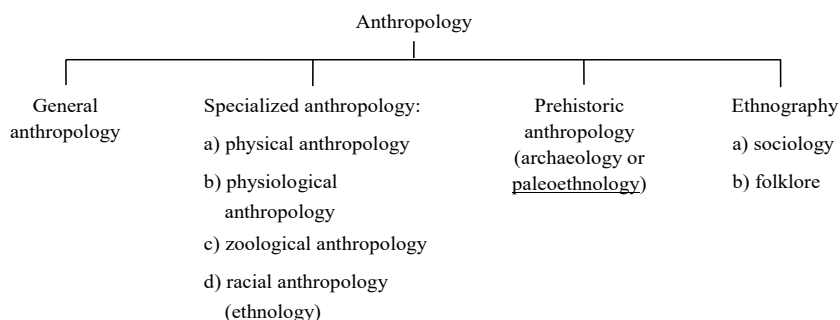 Anthropology
General
anthropology
Specialized anthropology:
a) physical anthropology
b) physiological
anthropology
c) zoological anthropology
d) racial anthropology
(ethnology)
Prehistoric
anthropology
(archaeology or
paleoethnology)
Ethnography
a) sociology
b) folklore